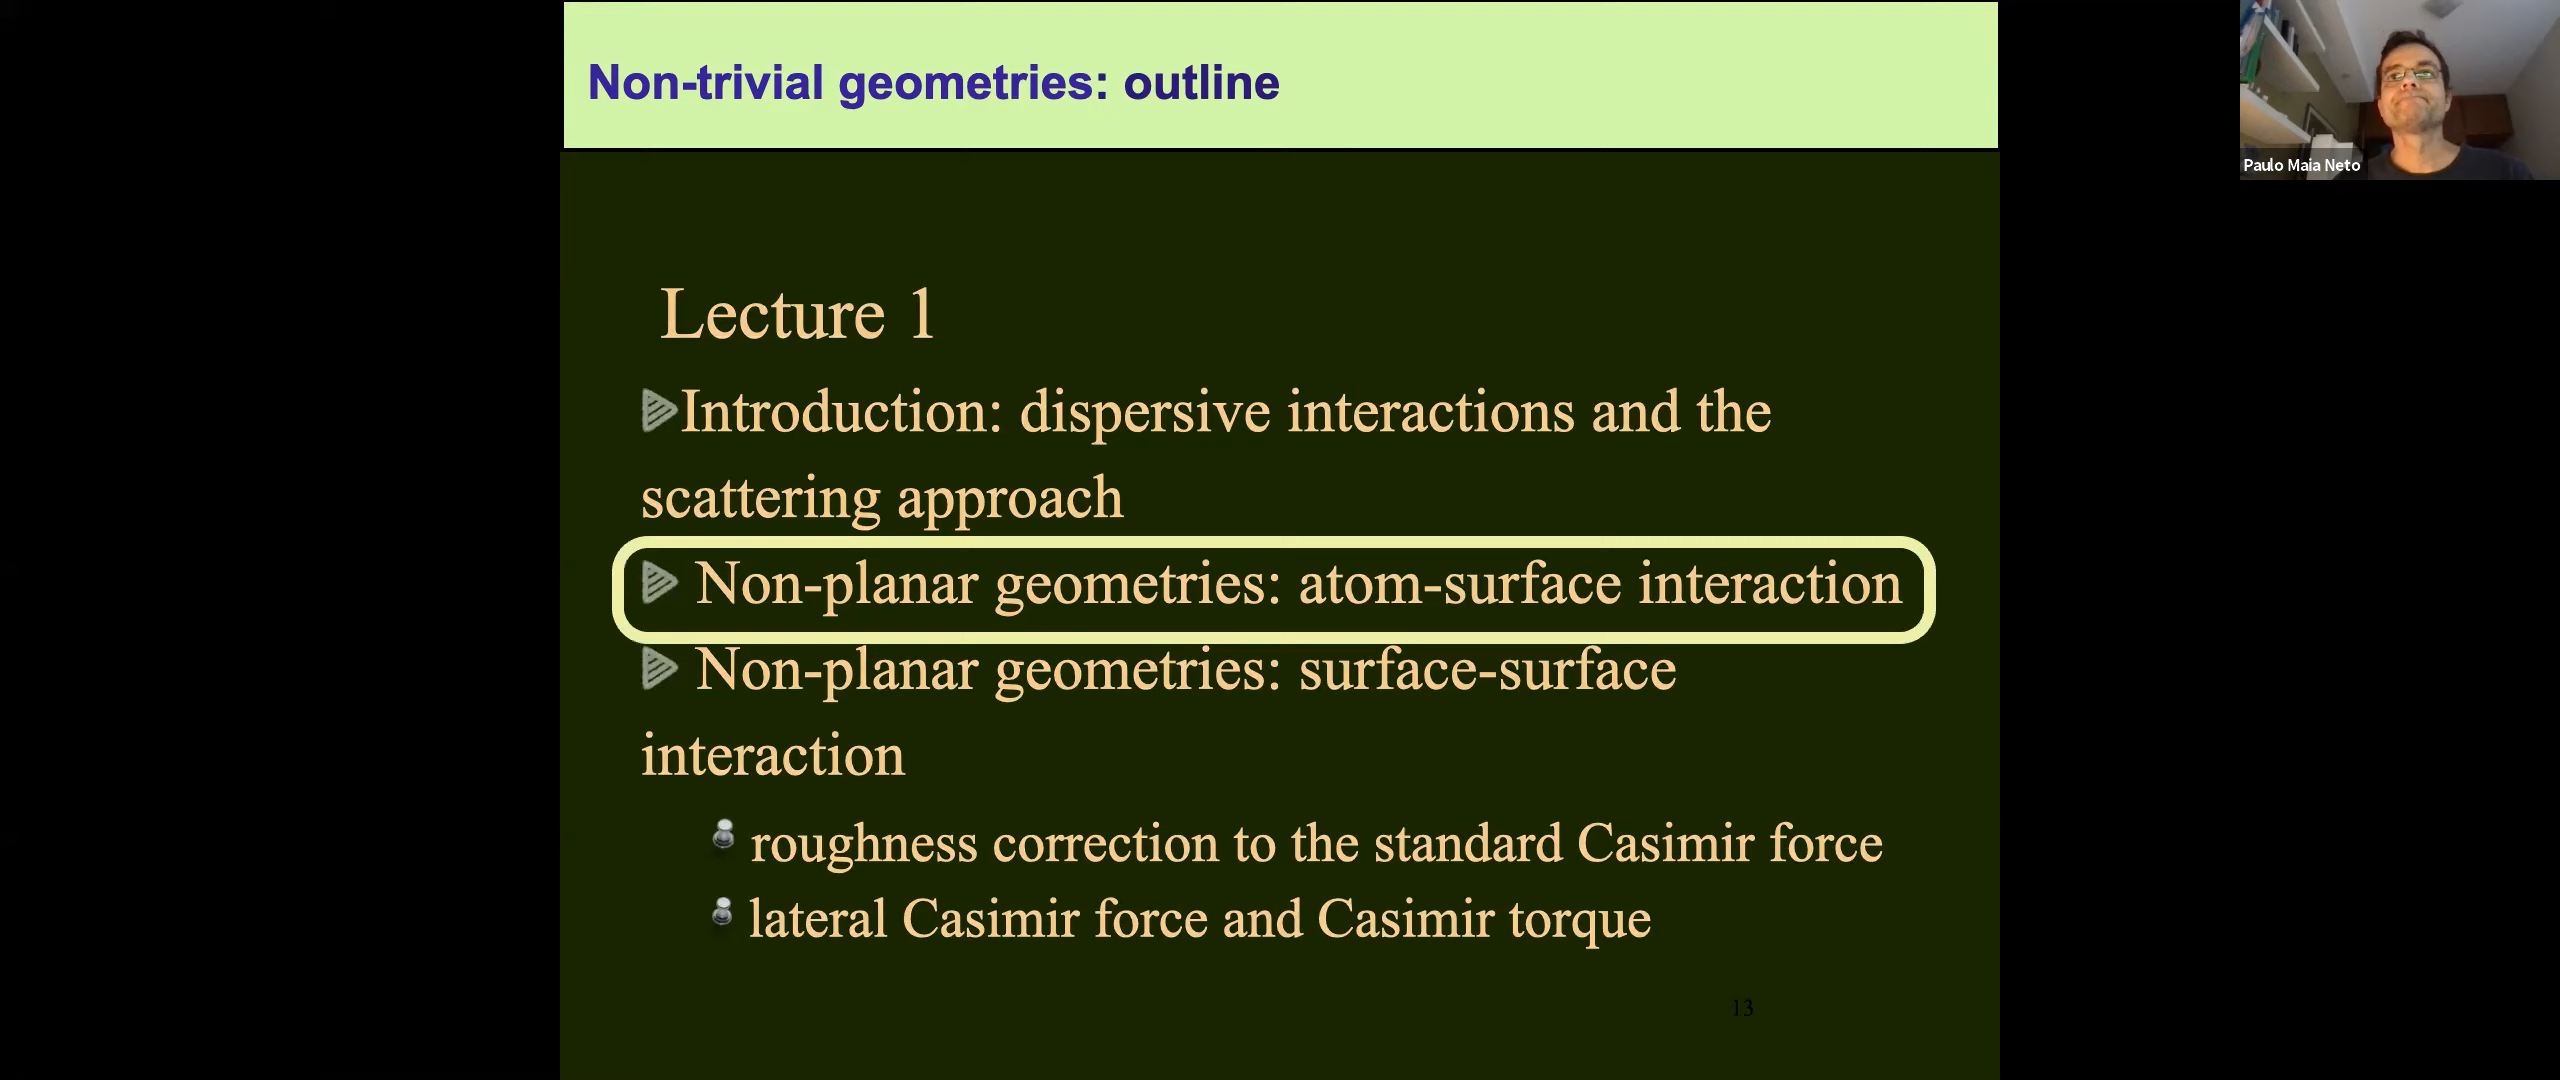 Non-trivial geometries: outline
Paulo Maia Neto
Lecture 1
Introduction: dispersive interactions and the
scattering approach
Non-planar geometries: atom-surface interaction
Non-planar geometries: surface-surface
interaction
roughness correction to the standard Casimir force
lateral Casimir force and Casimir torque
13